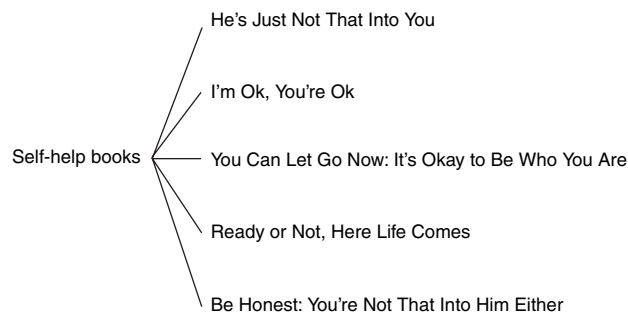 He's Just Not That Into You
I'm Ok, You're Ok
Self-help books
You Can Let Go Now: It's Okay to Be Who You Are
Ready or Not, Here Life Comes
Be Honest: You're Not That Into Him Either